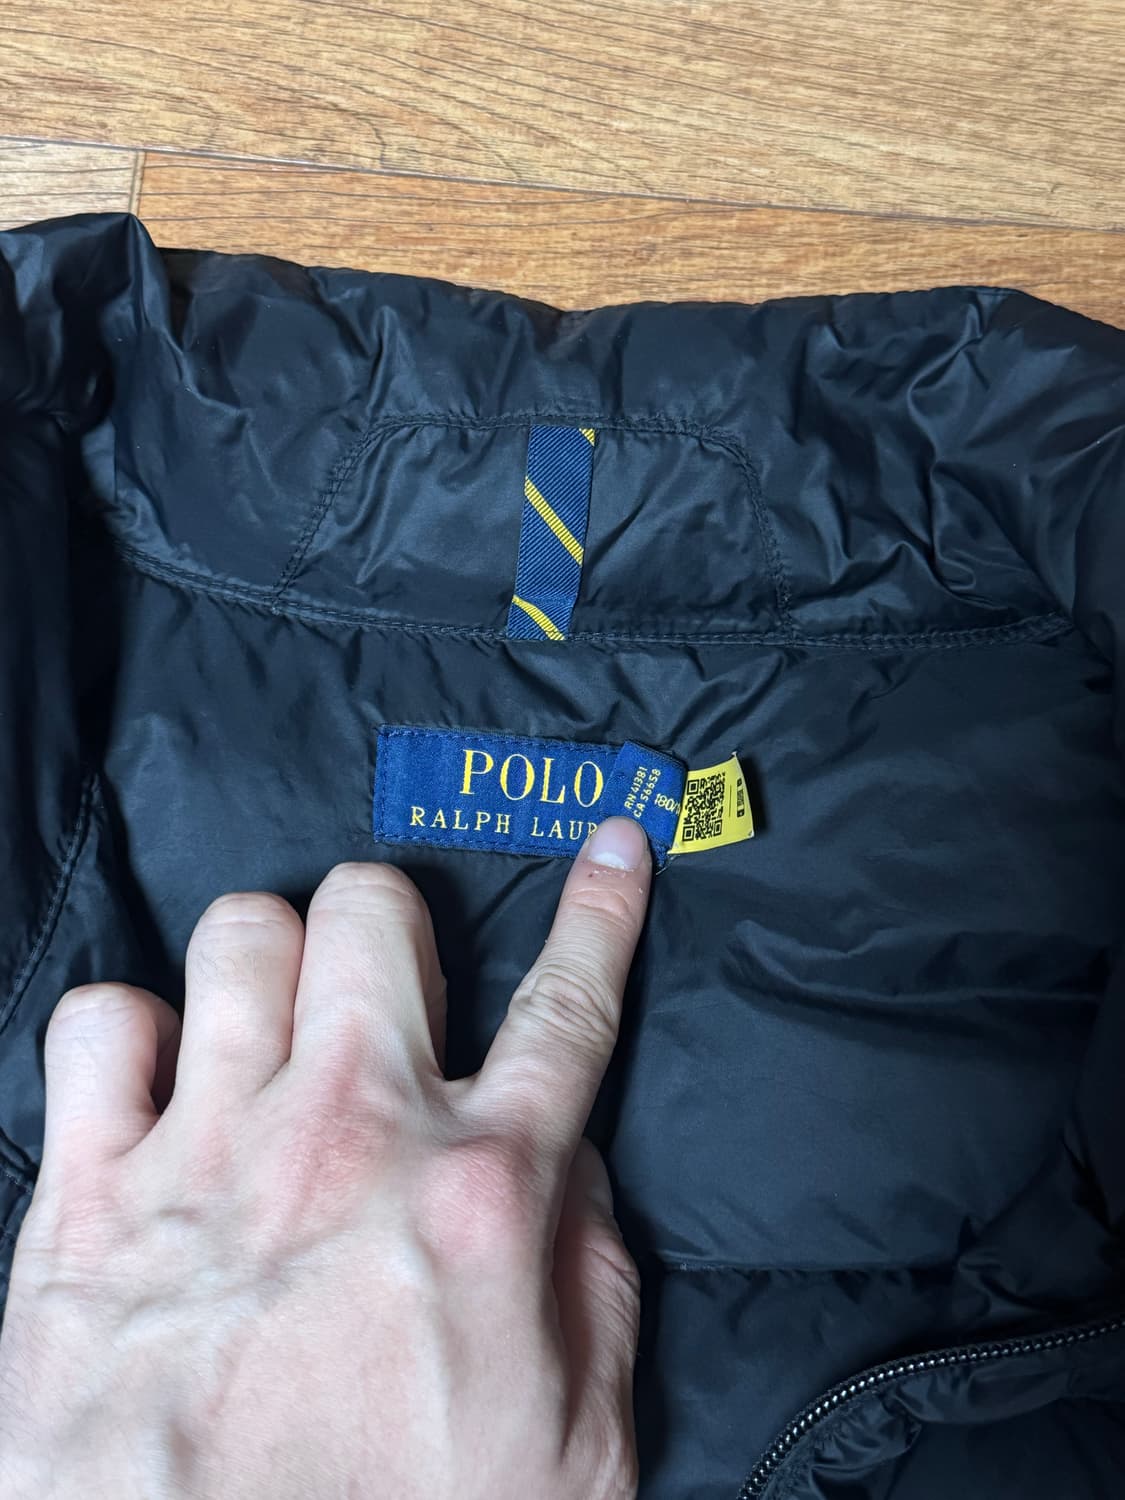 POLO
RALPH LAUR
RN 41381
CA 56658
180/